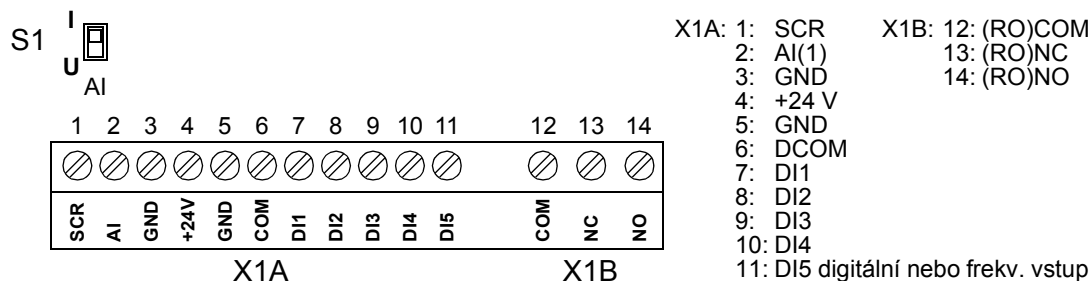 S1
I
U
AI
1 2 3 4 5 6 7 8 9 10 11 12 13 14
SCR AI GND +24V GND COM DI1 DI2 DI3 DI4 DI5 COM NC NO
X1A X1B
X1A: 1: SCR
2: AI(1)
3: GND
4: +24 V
5: GND
6: DCOM
7: DI1
8: DI2
9: DI3
10: DI4
11: DI5 digitální nebo frekv. vstup
X1B: 12: (RO)COM
13: (RO)NC
14: (RO)NO